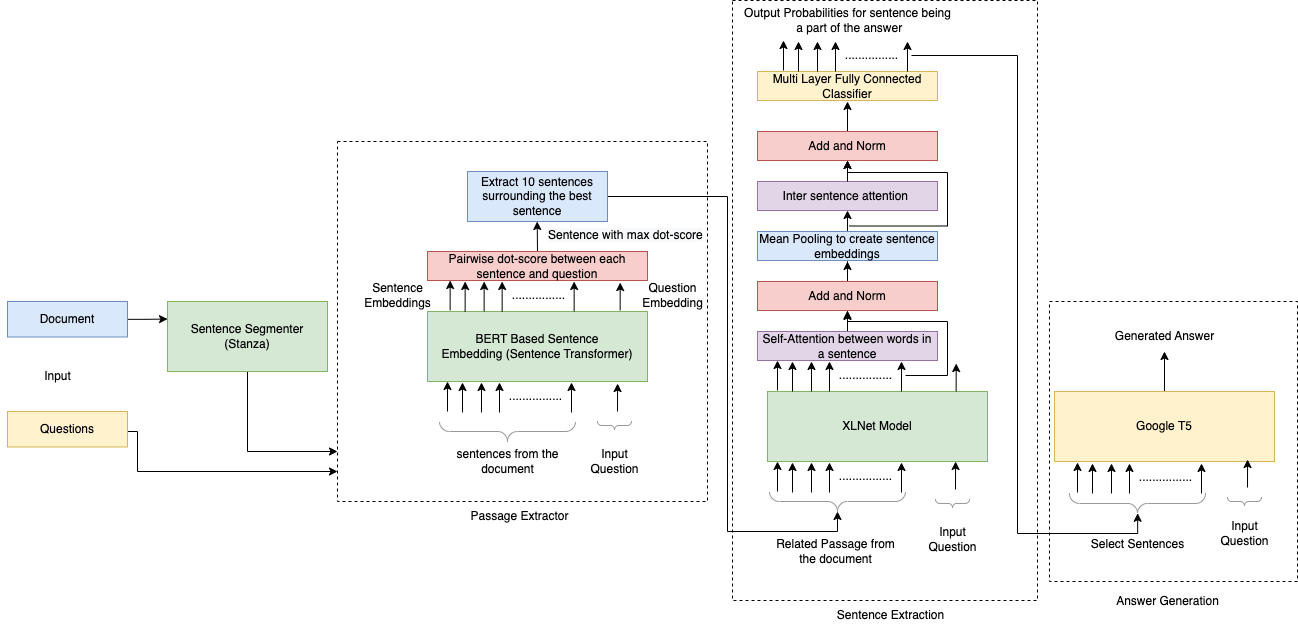 Document
Input
Questions
Sentence Segmenter
(Stanza)
Extract 10 sentences
surrounding the best
sentence
Sentence with max dot-score
Pairwise dot-score between each
sentence and question
Sentence
Embeddings
Question
Embedding
BERT Based Sentence
Embedding (Sentence Transformer)
sentences from the
document
Input
Question
Passage Extractor
Output Probabilities for sentence being
a part of the answer
Multi Layer Fully Connected
Classifier
Add and Norm
Inter sentence attention
Mean Pooling to create sentence
embeddings
Add and Norm
Self-Attention between words in
a sentence
XLNet Model
Related Passage from
the document
Input
Question
Sentence Extraction
Generated Answer
Google T5
Select Sentences
Input
Question
Answer Generation